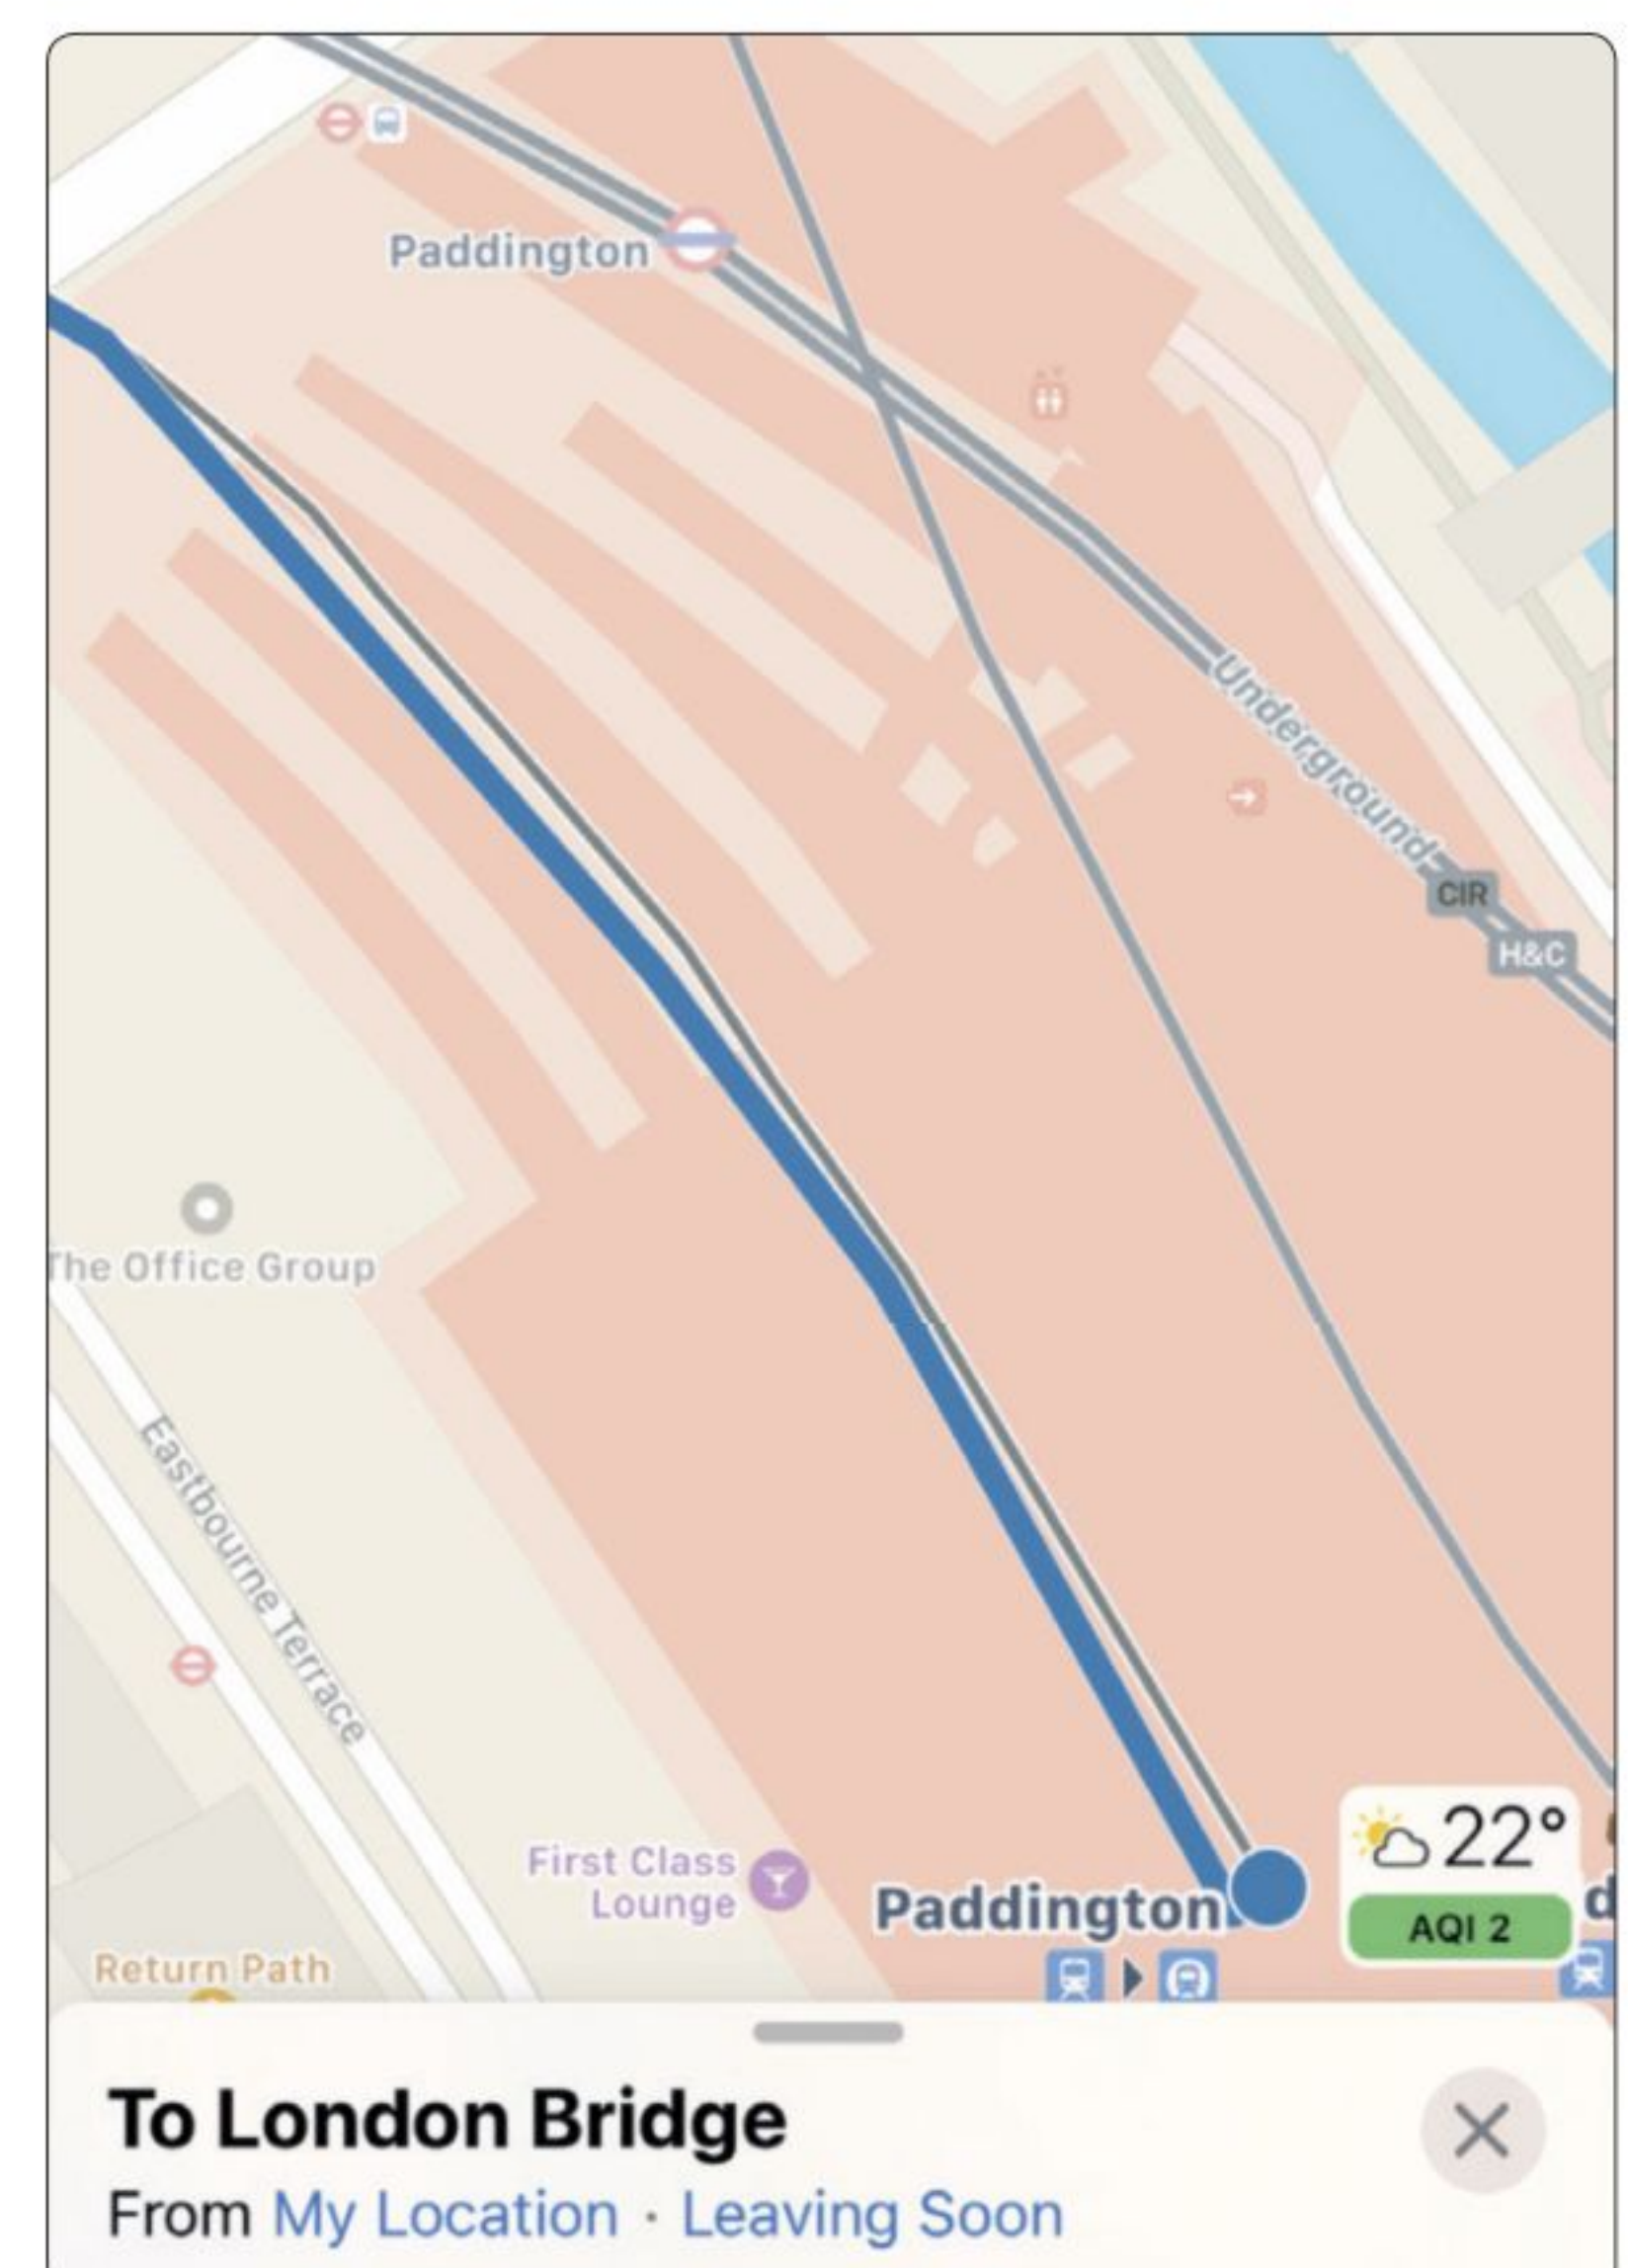 Paddington
Underground
CIR
H&C
The Office Group
Eastbourne Terrace
22°
First Class
Lounge
Paddington
AQI 2
Return Path
To London Bridge
From My Location · Leaving Soon